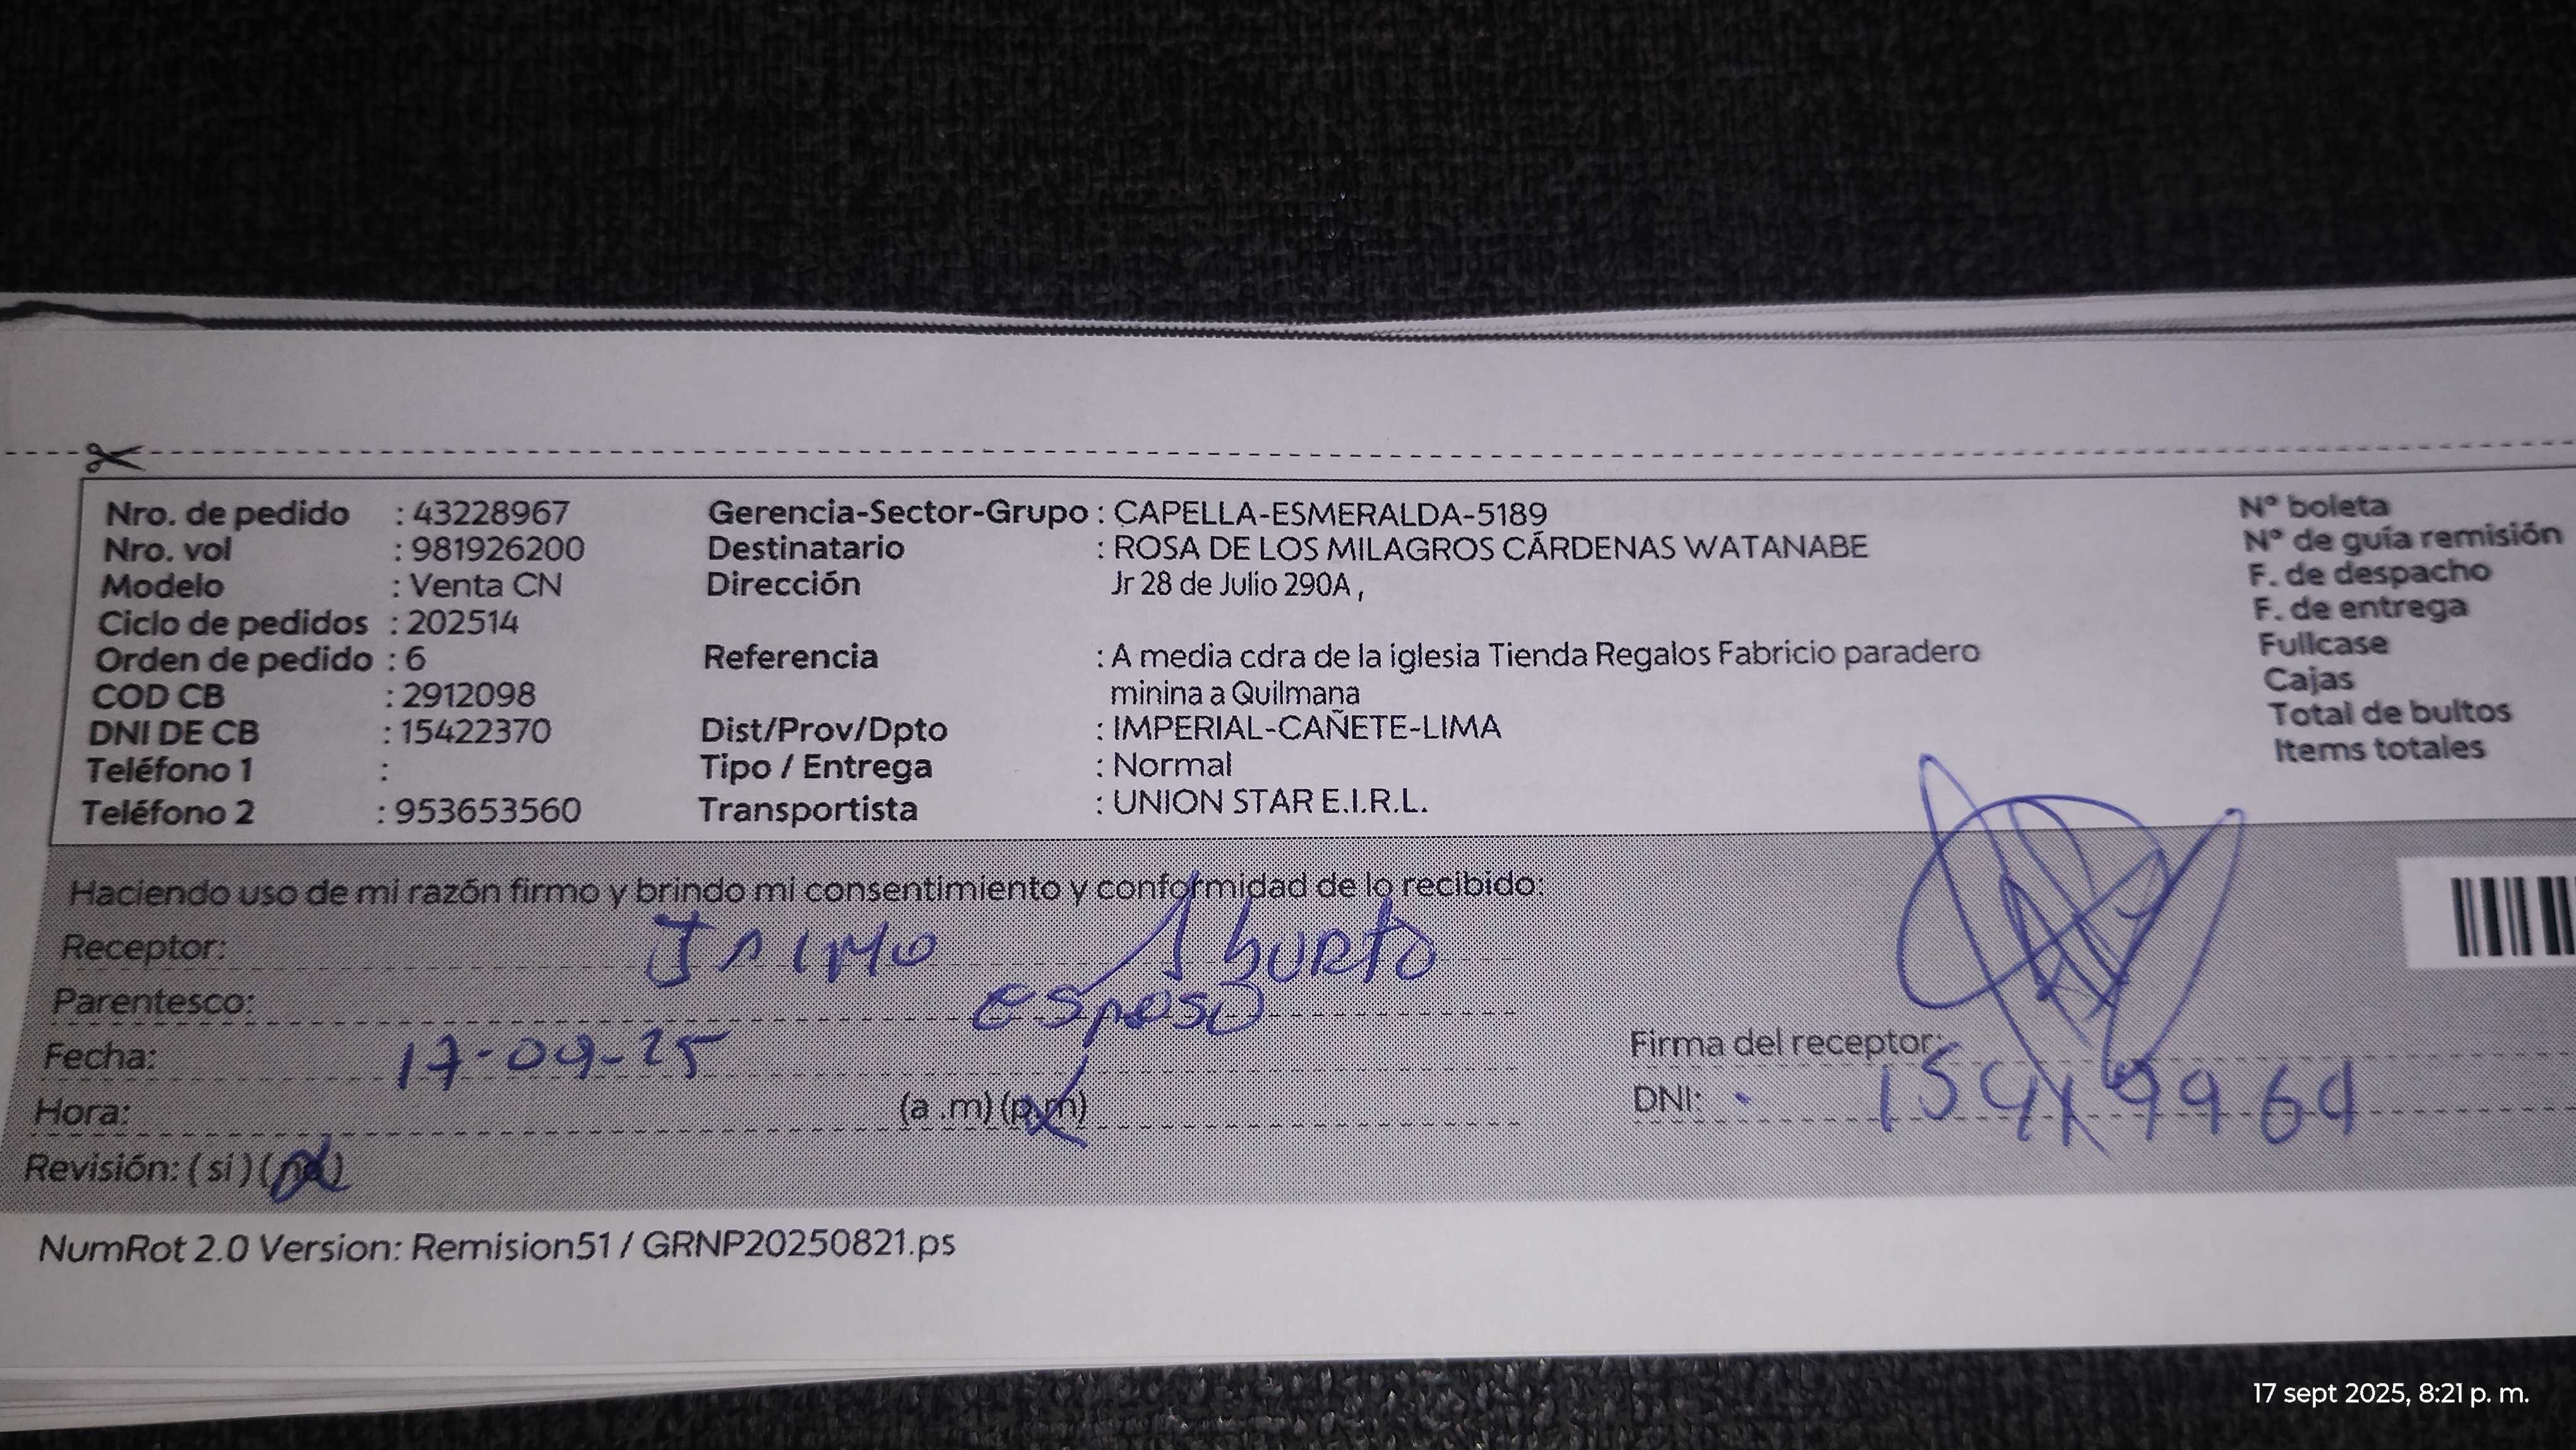 Nro. de pedido : 43228967 Gerencia-Sector-Grupo : CAPELLA-ESMERALDA-5189 Nº boleta
Nro. vol : 981926200 Destinatario : ROSA DE LOS MILAGROS CÁRDENAS WATANABE Nº de guía remisión
Modelo : Venta CN Dirección Jr 28 de Julio 290A , F. de despacho
Ciclo de pedidos : 202514 F. de entrega
Orden de pedido : 6 Referencia : A media cdra de la iglesia Tienda Regalos Fabricio paradero Fullcase
COD CB : 2912098 minina a Quilmana Cajas
DNI DE CB : 15422370 Dist/Prov/Dpto : IMPERIAL-CAÑETE-LIMA Total de bultos
Teléfono 1 : Tipo / Entrega : Normal Items totales
Teléfono 2 : 953653560 Transportista : UNION STAR E.I.R.L.
Haciendo uso de mi razón firmo y brindo mi consentimiento y conformidad de lo recibido:
Receptor: Aburto
Parentesco: esposo
Fecha: 17-09-25 Firma del receptor:
Hora: (a .m) (p.m) DNI:
Revisión: ( si ) (no)
NumRot 2.0 Version: Remision51 / GRNP20250821.ps
17 sept 2025, 8:21 p. m.